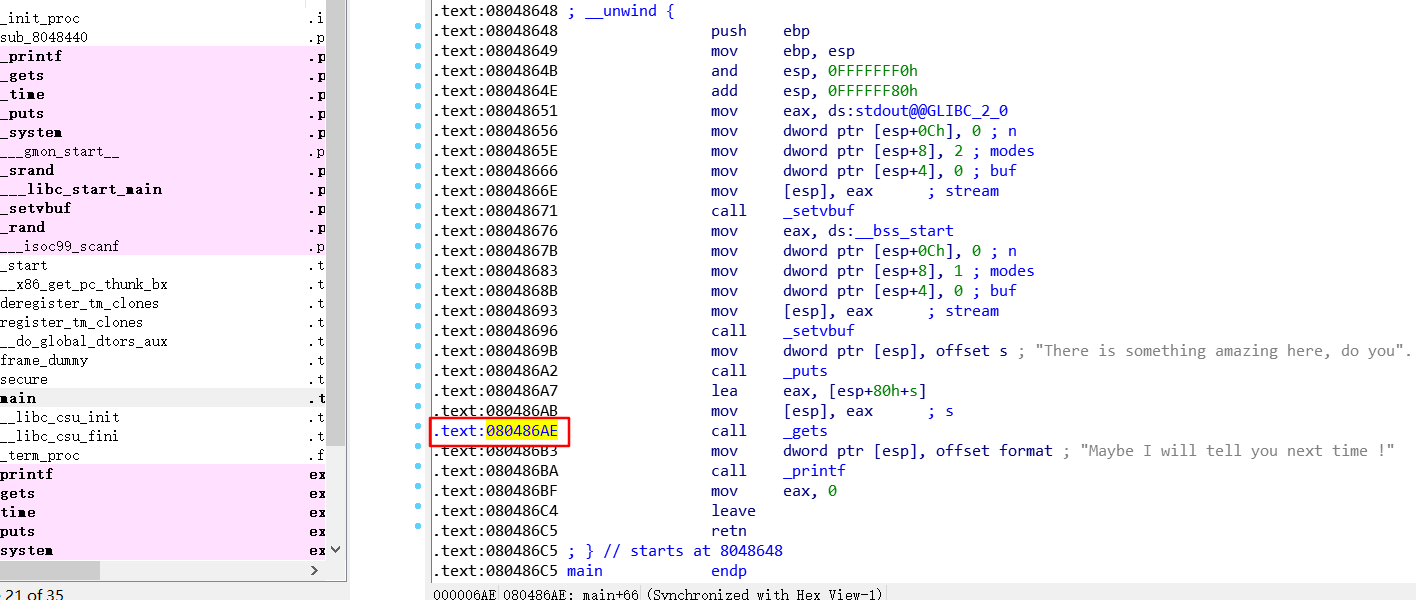 _init_proc .i
sub_8048440 .p
_printf .p
_gets .p
_time .p
_puts .p
_system .p
___gmon_start__ .p
_srand .p
___libc_start_main .p
_setvbuf .p
_rand .p
___isoc99_scanf .p
_start .t
__x86_get_pc_thunk_bx .t
deregister_tm_clones .t
register_tm_clones .t
__do_global_dtors_aux .t
frame_dummy .t
secure .t
main .t
__libc_csu_init .t
__libc_csu_fini .t
_term_proc .f
printf ex
gets ex
time ex
puts ex
system ex
21 of 35
.text:08048648 ; __unwind {
.text:08048648 push ebp
.text:08048649 mov ebp, esp
.text:0804864B and esp, 0FFFFFFF0h
.text:0804864E add esp, 0FFFFFF80h
.text:08048651 mov eax, ds:stdout@@GLIBC_2_0
.text:08048656 mov dword ptr [esp+0Ch], 0 ; n
.text:0804865E mov dword ptr [esp+8], 2 ; modes
.text:08048666 mov dword ptr [esp+4], 0 ; buf
.text:0804866E mov [esp], eax ; stream
.text:08048671 call _setvbuf
.text:08048676 mov eax, ds:__bss_start
.text:0804867B mov dword ptr [esp+0Ch], 0 ; n
.text:08048683 mov dword ptr [esp+8], 1 ; modes
.text:0804868B mov dword ptr [esp+4], 0 ; buf
.text:08048693 mov [esp], eax ; stream
.text:08048696 call _setvbuf
.text:0804869B mov dword ptr [esp], offset s ; "There is something amazing here, do you".
.text:080486A2 call _puts
.text:080486A7 lea eax, [esp+80h+s]
.text:080486AB mov [esp], eax ; s
.text:080486AE call _gets
.text:080486B3 mov dword ptr [esp], offset format ; "Maybe I will tell you next time !"
.text:080486BA call _printf
.text:080486BF mov eax, 0
.text:080486C4 leave
.text:080486C5 retn
.text:080486C5 ; } // starts at 8048648
.text:080486C5 main endp
000006AE 080486AE: main+66 (Synchronized with Hex View-1)